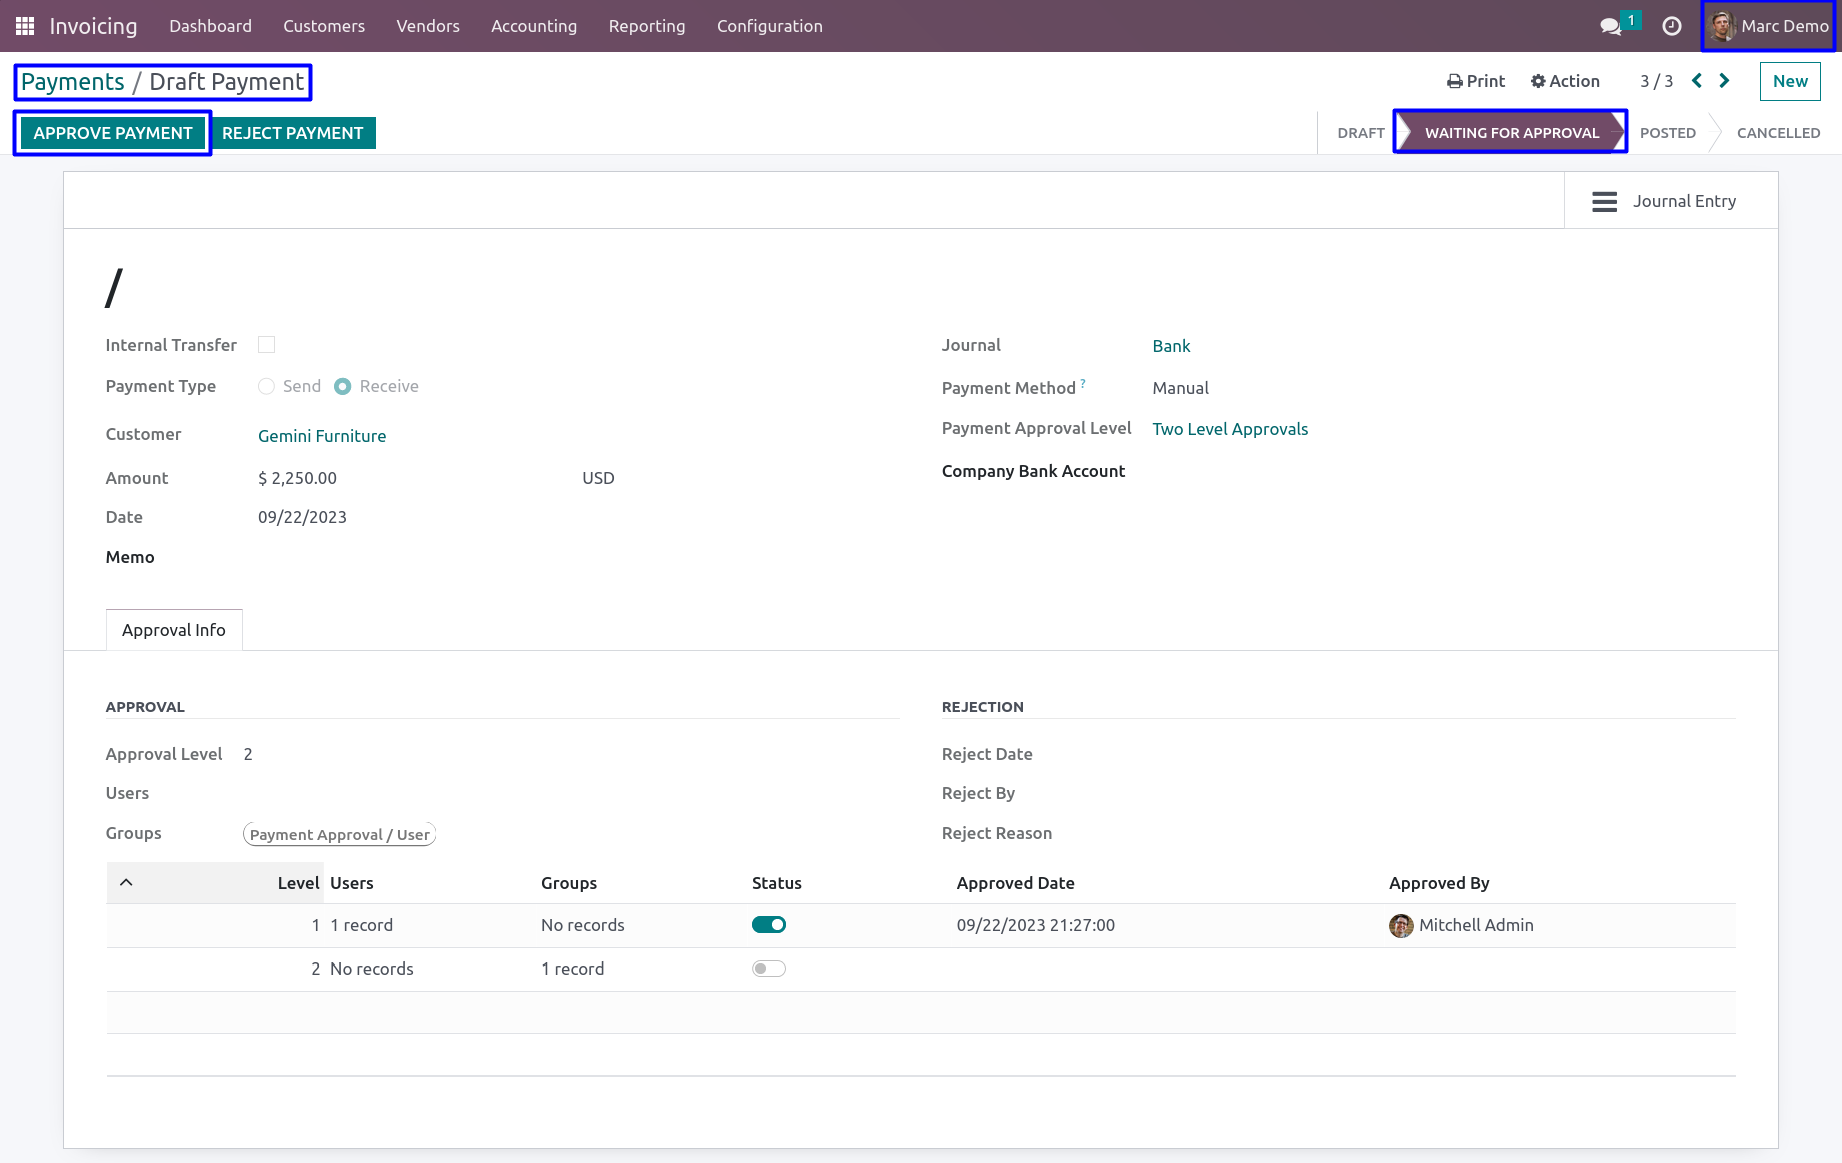 Invoicing Dashboard Customers Vendors Accounting Reporting Configuration 1 Marc Demo
Payments / Draft Payment Print Action 3 / 3 New
APPROVE PAYMENT REJECT PAYMENT DRAFT WAITING FOR APPROVAL POSTED CANCELLED
Journal Entry
/
Internal Transfer Journal Bank
Payment Type Send Receive Payment Method ? Manual
Customer Gemini Furniture Payment Approval Level Two Level Approvals
Amount $ 2,250.00 USD Company Bank Account
Date 09/22/2023
Memo
Approval Info
APPROVAL REJECTION
Approval Level 2 Reject Date
Users Reject By
Groups Payment Approval / User Reject Reason
Level Users Groups Status Approved Date Approved By
1 1 record No records 09/22/2023 21:27:00 Mitchell Admin
2 No records 1 record